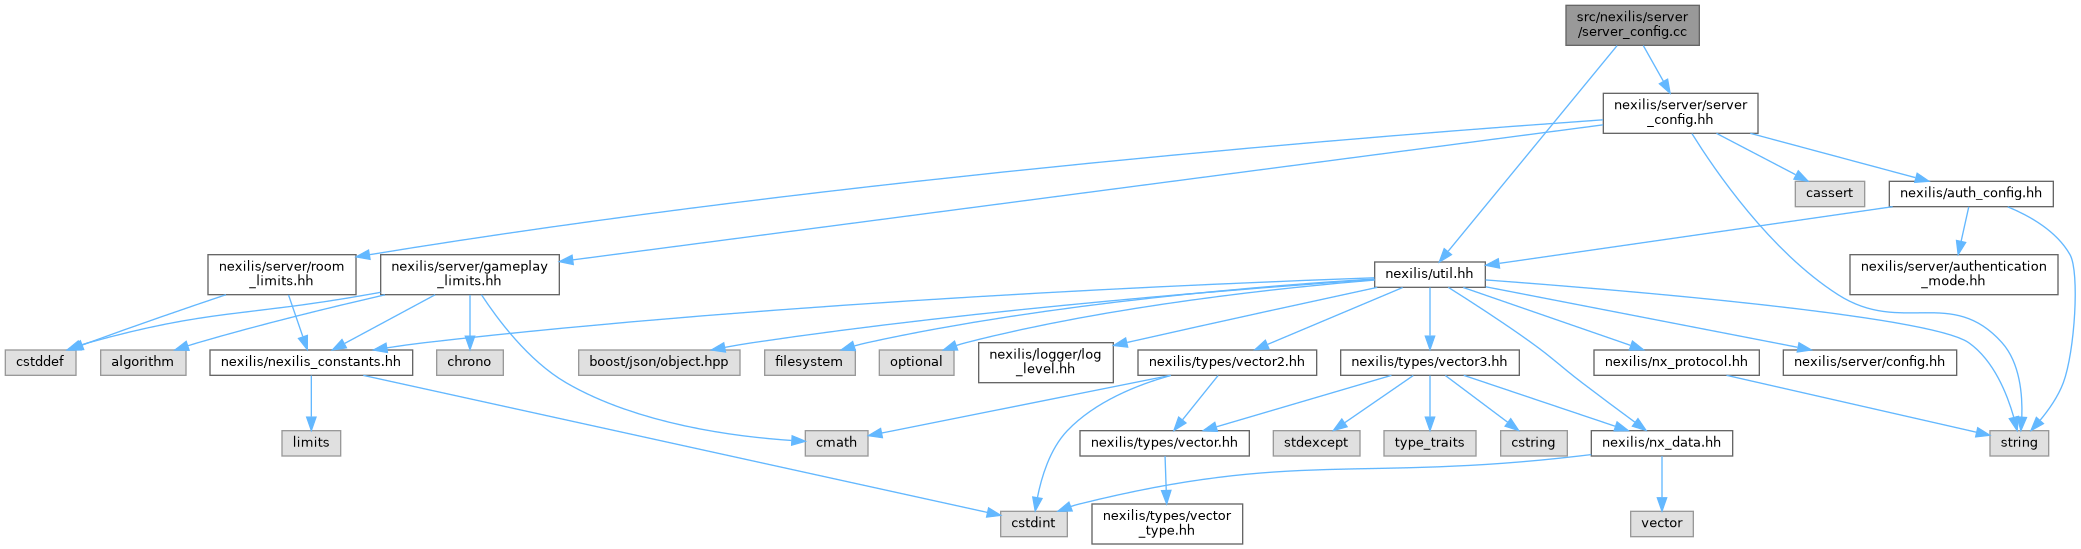 src/nexilis/server
/server_config.cc
nexilis/server/server
_config.hh
cassert
nexilis/auth_config.hh
nexilis/server/room
_limits.hh
nexilis/server/gameplay
_limits.hh
nexilis/util.hh
nexilis/server/authentication
_mode.hh
cstddef
algorithm
nexilis/nexilis_constants.hh
chrono
boost/json/object.hpp
filesystem
optional
nexilis/logger/log
_level.hh
nexilis/types/vector2.hh
nexilis/types/vector3.hh
nexilis/nx_protocol.hh
nexilis/server/config.hh
limits
cmath
nexilis/types/vector.hh
stdexcept
type_traits
cstring
nexilis/nx_data.hh
string
cstdint
nexilis/types/vector
_type.hh
vector